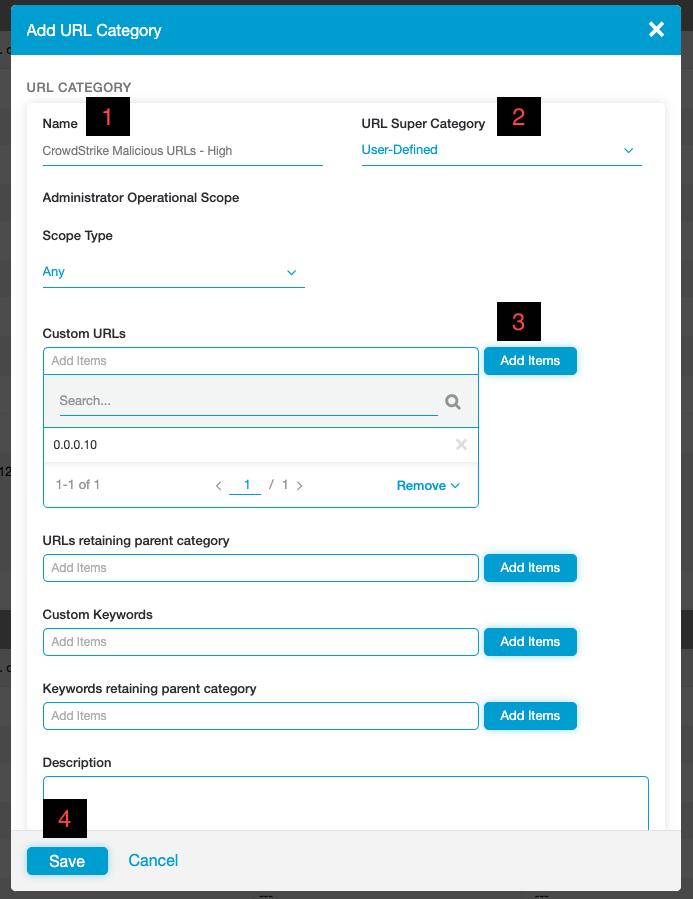 Add URL Category
URL CATEGORY
Name 1
URL Super Category 2
CrowdStrike Malicious URLs - High
User-Defined
Administrator Operational Scope
Scope Type
Any
3
Custom URLs
Add Items
Add Items
Search...
0.0.0.10
1-1 of 1
1 / 1
Remove
URLs retaining parent category
Add Items
Add Items
Custom Keywords
Add Items
Add Items
Keywords retaining parent category
Add Items
Add Items
Description
4
Save
Cancel